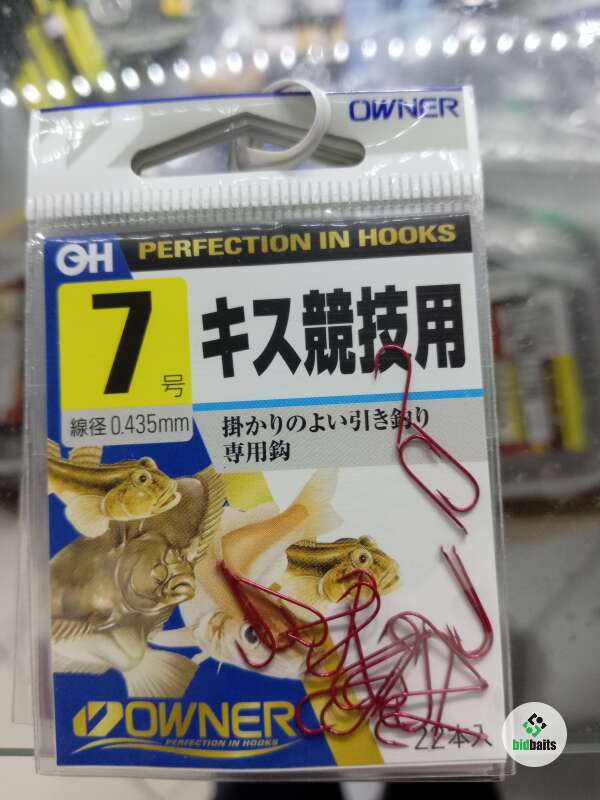 OWNER
OH PERFECTION IN HOOKS
7号
線径 0.435mm
キス競技用
掛かりのよい引き釣り
専用鈎
OWNER
PERFECTION IN HOOKS
22本入
bidbaits